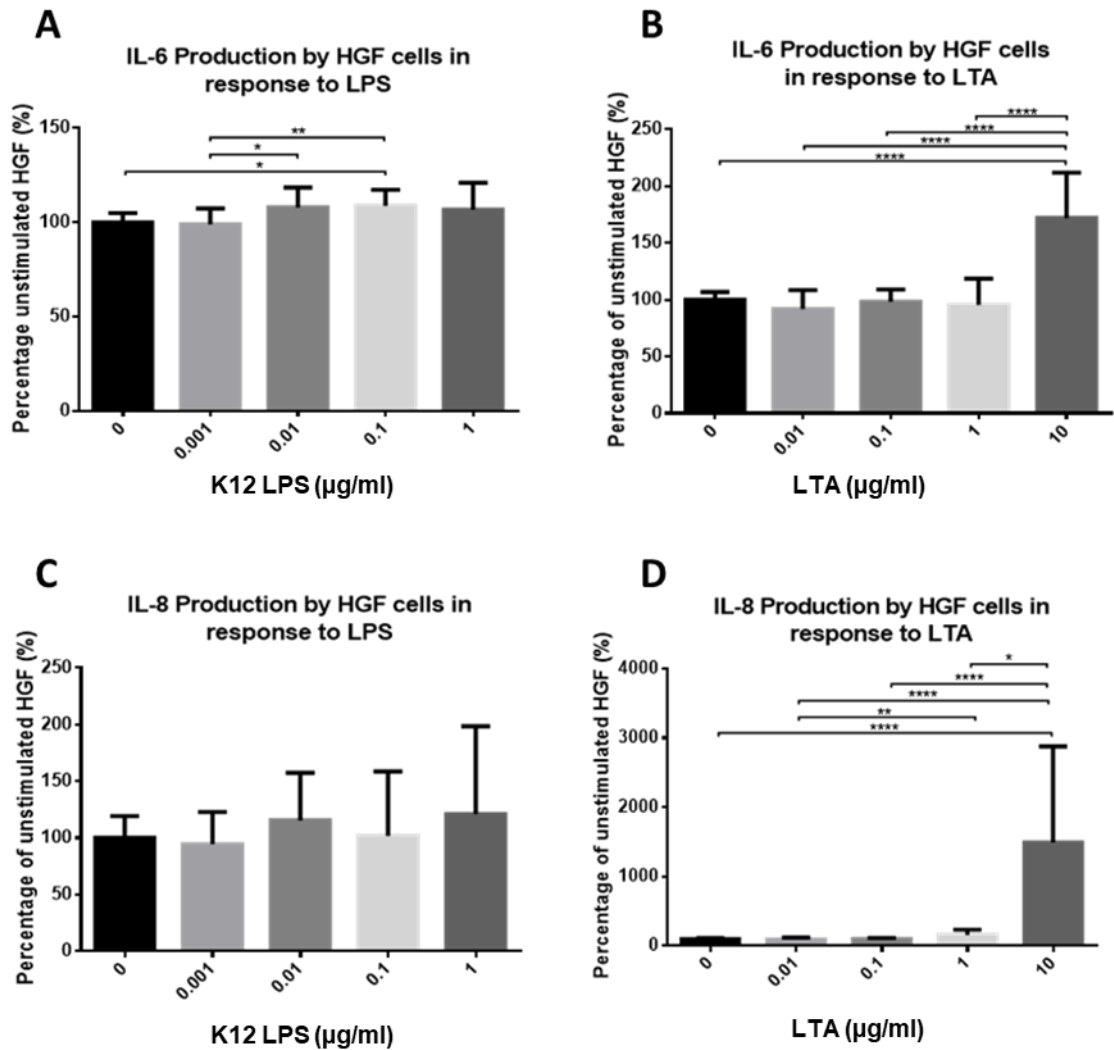 A
IL-6 Production by HGF cells in
response to LPS
Percentage unstimulated HGF (%)
150
100
50
0
**
*
*
0
0.001
0.01
0.1
1
K12 LPS (µg/ml)
B
IL-6 Production by HGF cells
in response to LTA
Percentage of unstimulated HGF (%)
250
200
150
100
50
0
****
****
****
****
0
0.01
0.1
1
10
LTA (µg/ml)
C
IL-8 Production by HGF cells in
response to LPS
Percentage of unstimulated HGF (%)
250
200
150
100
50
0
0
0.001
0.01
0.1
1
K12 LPS (µg/ml)
D
IL-8 Production by HGF cells in
response to LTA
Percentage of unstimulated HGF (%)
4000
3000
2000
1000
0
*
****
****
**
****
0
0.01
0.1
1
10
LTA (µg/ml)